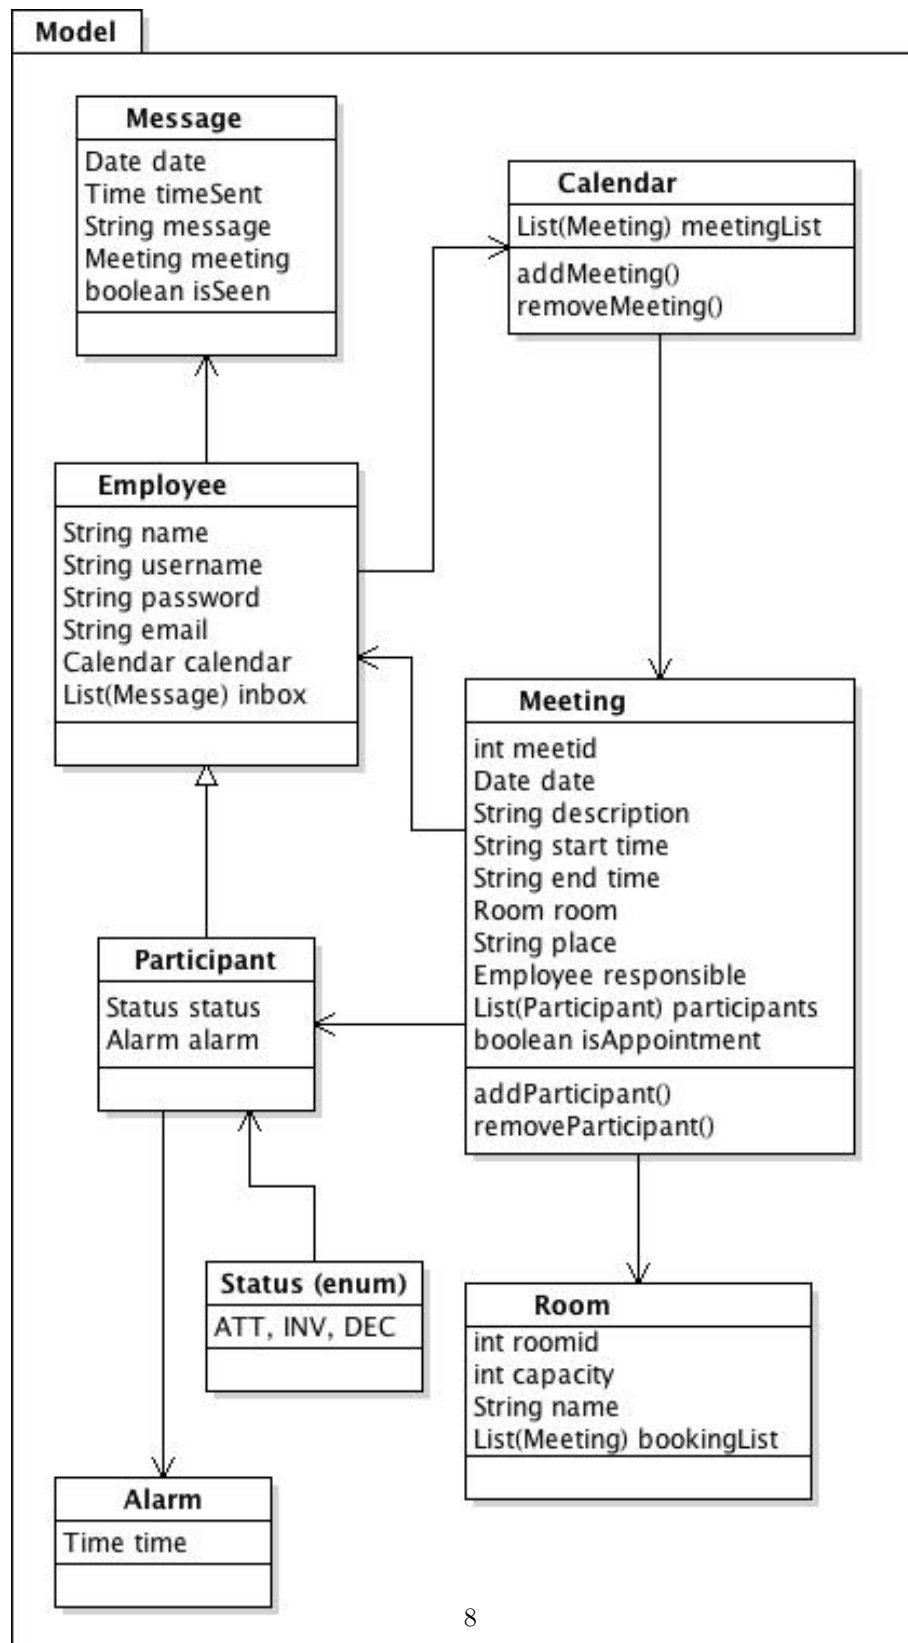 Model
Message
Date date
Time timeSent
String message
Meeting meeting
boolean isSeen
Calendar
List(Meeting) meetingList
addMeeting()
removeMeeting()
Employee
String name
String username
String password
String email
Calendar calendar
List(Message) inbox
Meeting
int meetid
Date date
String description
String start time
String end time
Room room
String place
Employee responsible
List(Participant) participants
boolean isAppointment
addParticipant()
removeParticipant()
Participant
Status status
Alarm alarm
Status (enum)
ATT, INV, DEC
Room
int roomid
int capacity
String name
List(Meeting) bookingList
Alarm
Time time
8